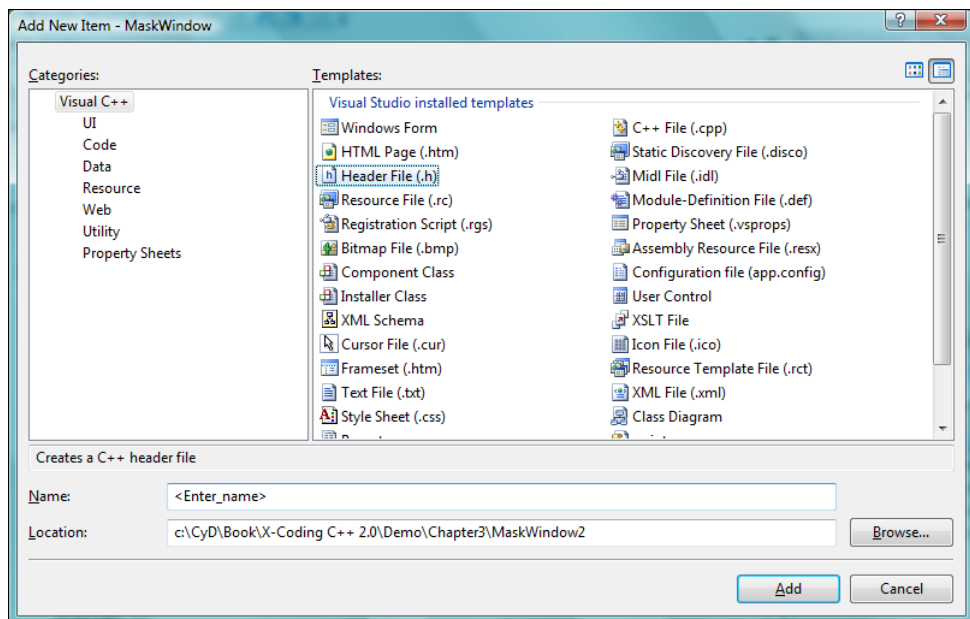 Add New Item - MaskWindow
Categories:
Templates:
Visual C++
UI
Code
Data
Resource
Web
Utility
Property Sheets
Visual Studio installed templates
Windows Form
C++ File (.cpp)
HTML Page (.htm)
Static Discovery File (.disco)
Header File (.h)
Midl File (.idl)
Resource File (.rc)
Module-Definition File (.def)
Registration Script (.rgs)
Property Sheet (.vsprops)
Bitmap File (.bmp)
Assembly Resource File (.resx)
Component Class
Configuration file (app.config)
Installer Class
User Control
XML Schema
XSLT File
Cursor File (.cur)
Icon File (.ico)
Frameset (.htm)
Resource Template File (.rct)
Text File (.txt)
XML File (.xml)
Style Sheet (.css)
Class Diagram
Creates a C++ header file
Name:
<Enter_name>
Location:
c:\CyD\Book\X-Coding C++ 2.0\Demo\Chapter3\MaskWindow2
Browse...
Add
Cancel